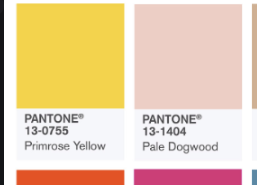 PANTONE®
13-0755
Primrose Yellow
PANTONE®
13-1404
Pale Dogwood